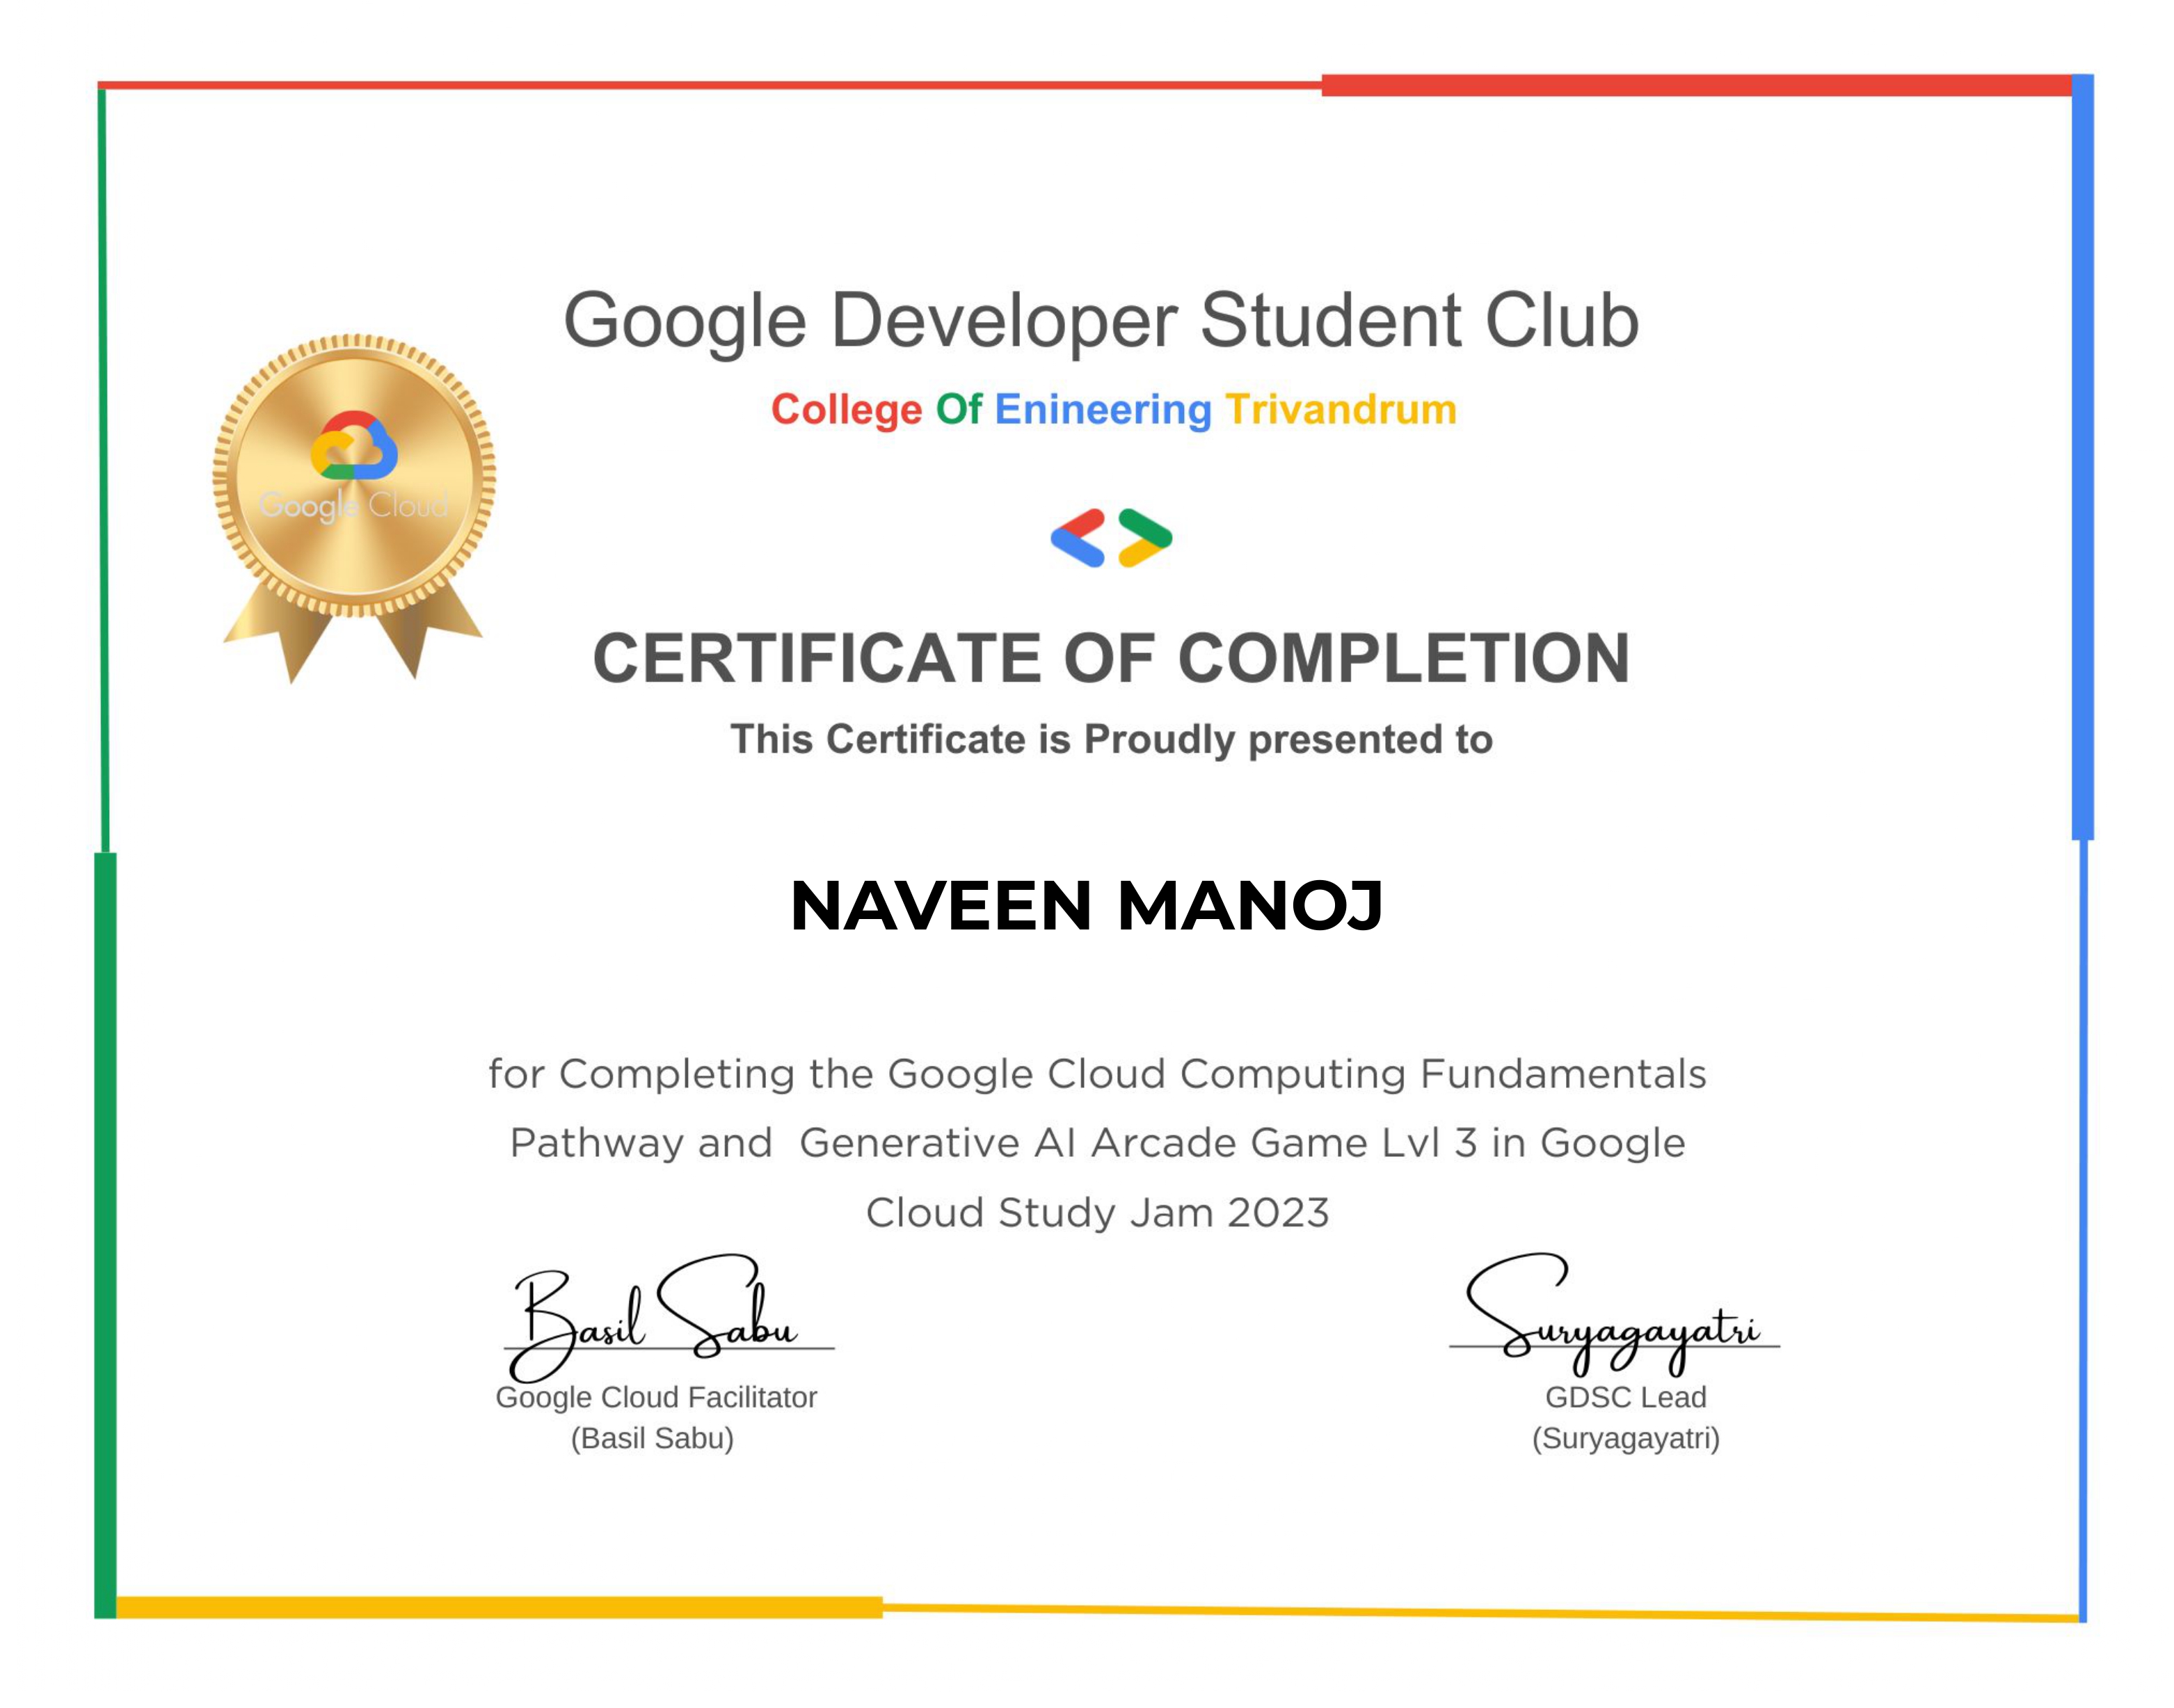 Google Developer Student Club
College Of Enineering Trivandrum
Google Cloud
CERTIFICATE OF COMPLETION
This Certificate is Proudly presented to
NAVEEN MANOJ
for Completing the Google Cloud Computing Fundamentals
Pathway and  Generative AI Arcade Game Lvl 3 in Google
Cloud Study Jam 2023
Basil Sabu
Google Cloud Facilitator
(Basil Sabu)
Suryagayatri
GDSC Lead
(Suryagayatri)